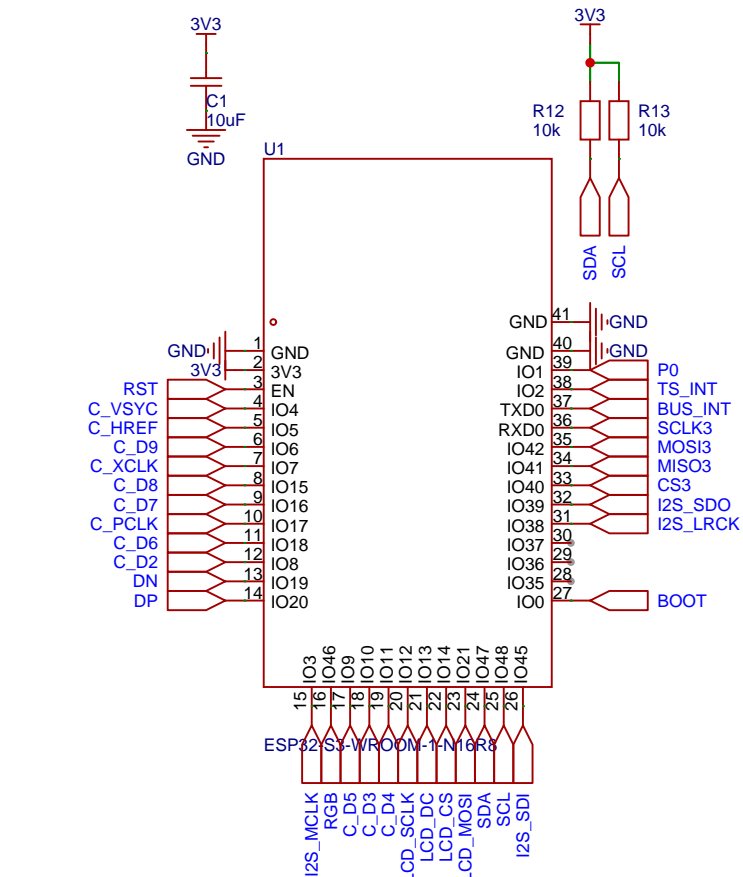 3V3
C1
10uF
GND
3V3
R12
10k
R13
10k
SDA
SCL
U1
GND 41 GND
GND 1 GND
GND 40 GND
3V3 2 3V3
IO1 39 P0
RST 3 EN
IO2 38 TS_INT
C_VSYC 4 IO4
TXD0 37 BUS_INT
C_HREF 5 IO5
RXD0 36 SCLK3
C_D9 6 IO6
IO42 35 MOSI3
C_XCLK 7 IO7
IO41 34 MISO3
C_D8 8 IO15
IO40 33 CS3
C_D7 9 IO16
IO39 32 I2S_SDO
C_PCLK 10 IO17
IO38 31 I2S_LRCK
C_D6 11 IO18
IO37 30
C_D2 12 IO8
IO36 29
DN 13 IO19
IO35 28
DP 14 IO20
IO0 27 BOOT
IO3 15 I2S_MCLK
IO46 16 RGB
IO9 17 C_D5
IO10 18 C_D3
IO11 19 C_D4
IO12 20 LCD_SCLK
IO13 21 LCD_DC
IO14 22 LCD_CS
IO21 23 LCD_MOSI
IO47 24 SDA
IO48 25 SCL
IO45 26 I2S_SDI
ESP32-S3-WROOM-1-N16R8